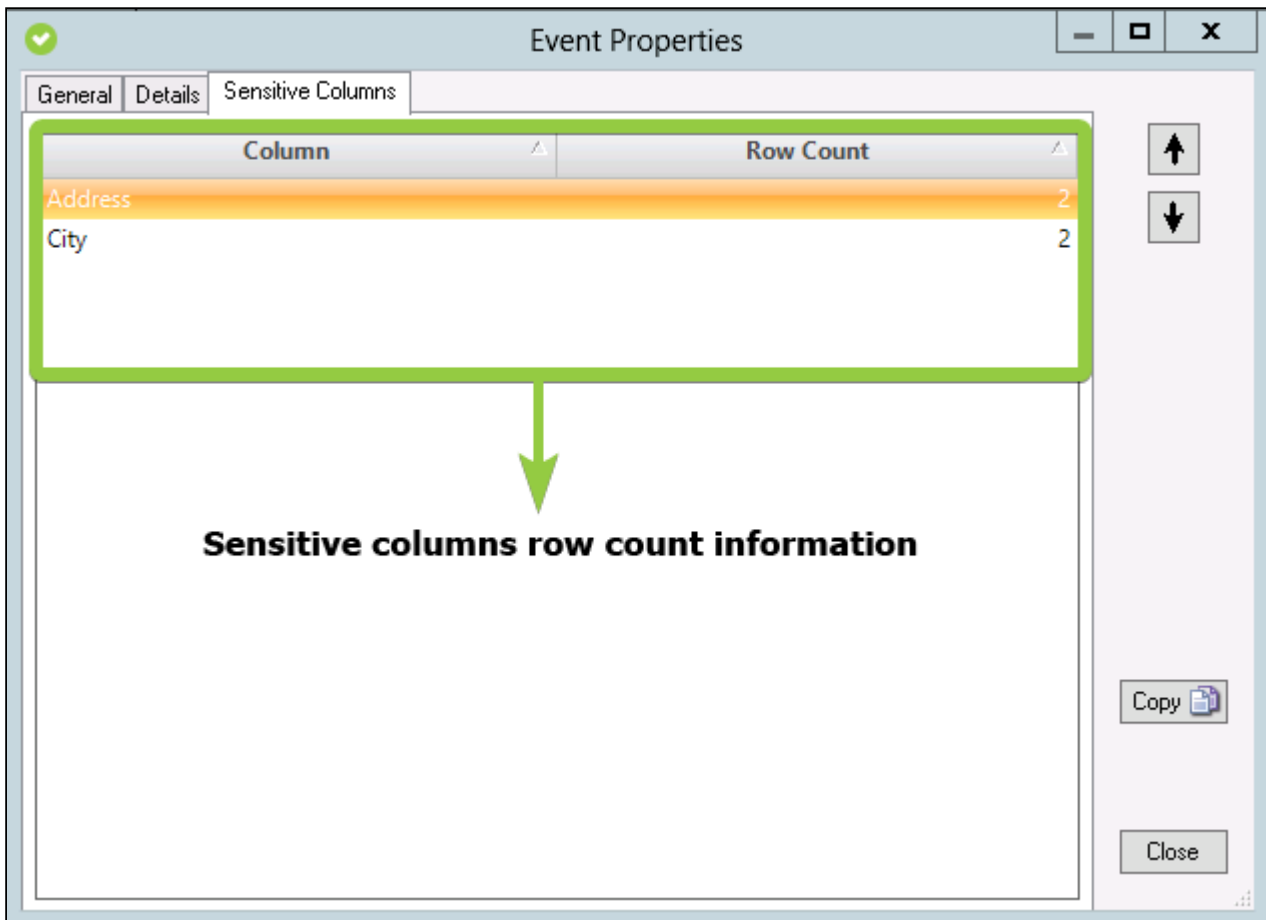 Event Properties
General Details Sensitive Columns
Column Row Count
Address 2
City 2
Sensitive columns row count information
Copy
Close